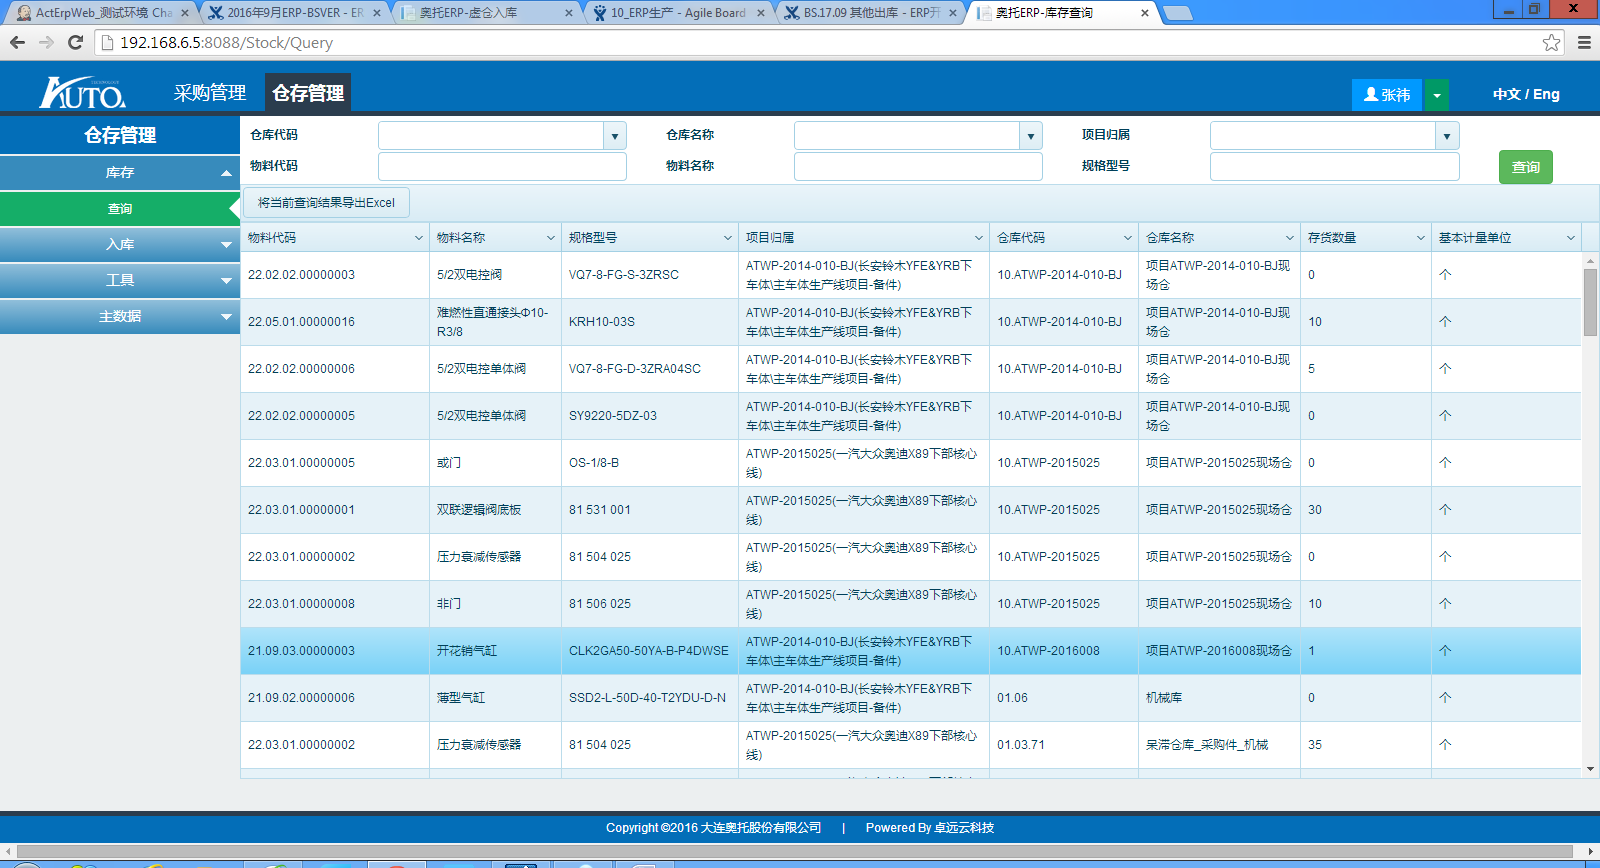 ActErpWeb_测试环境 Cha
2016年9月ERP-BSVER - ER
奥托ERP-虚仓入库
10_ERP生产 - Agile Board
BS.17.09 其他出库 - ERP开
奥托ERP-库存查询
192.168.6.5:8088/Stock/Query
AUTO.
采购管理
仓存管理
张祎
中文 / Eng
仓存管理
库存
查询
入库
工具
主数据
仓库代码
仓库名称
项目归属
物料代码
物料名称
规格型号
查询
将当前查询结果导出Excel
物料代码 物料名称 规格型号 项目归属 仓库代码 仓库名称 存货数量 基本计量单位
22.02.02.00000003 5/2双电控阀 VQ7-8-FG-S-3ZRSC ATWP-2014-010-BJ(长安铃木YFE&YRB下车体\主车体生产线项目-备件) 10.ATWP-2014-010-BJ 项目ATWP-2014-010-BJ现场仓 0 个
22.05.01.00000016 难燃性直通接头Φ10-R3/8 KRH10-03S ATWP-2014-010-BJ(长安铃木YFE&YRB下车体\主车体生产线项目-备件) 10.ATWP-2014-010-BJ 项目ATWP-2014-010-BJ现场仓 10 个
22.02.02.00000006 5/2双电控单体阀 VQ7-8-FG-D-3ZRA04SC ATWP-2014-010-BJ(长安铃木YFE&YRB下车体\主车体生产线项目-备件) 10.ATWP-2014-010-BJ 项目ATWP-2014-010-BJ现场仓 5 个
22.02.02.00000005 5/2双电控单体阀 SY9220-5DZ-03 ATWP-2014-010-BJ(长安铃木YFE&YRB下车体\主车体生产线项目-备件) 10.ATWP-2014-010-BJ 项目ATWP-2014-010-BJ现场仓 0 个
22.03.01.00000005 或门 OS-1/8-B ATWP-2015025(一汽大众奥迪X89下部核心线) 10.ATWP-2015025 项目ATWP-2015025现场仓 0 个
22.03.01.00000001 双联逻辑阀底板 81 531 001 ATWP-2015025(一汽大众奥迪X89下部核心线) 10.ATWP-2015025 项目ATWP-2015025现场仓 30 个
22.03.01.00000002 压力衰减传感器 81 504 025 ATWP-2015025(一汽大众奥迪X89下部核心线) 10.ATWP-2015025 项目ATWP-2015025现场仓 0 个
22.03.01.00000008 非门 81 506 025 ATWP-2015025(一汽大众奥迪X89下部核心线) 10.ATWP-2015025 项目ATWP-2015025现场仓 10 个
21.09.03.00000003 开花销气缸 CLK2GA50-50YA-B-P4DWSE ATWP-2014-010-BJ(长安铃木YFE&YRB下车体\主车体生产线项目-备件) 10.ATWP-2016008 项目ATWP-2016008现场仓 1 个
21.09.02.00000006 薄型气缸 SSD2-L-50D-40-T2YDU-D-N ATWP-2014-010-BJ(长安铃木YFE&YRB下车体\主车体生产线项目-备件) 01.06 机械库 0 个
22.03.01.00000002 压力衰减传感器 81 504 025 ATWP-2015025(一汽大众奥迪X89下部核心线) 01.03.71 呆滞仓库_采购件_机械 35 个
Copyright ©2016 大连奥托股份有限公司 | Powered By 卓远云科技